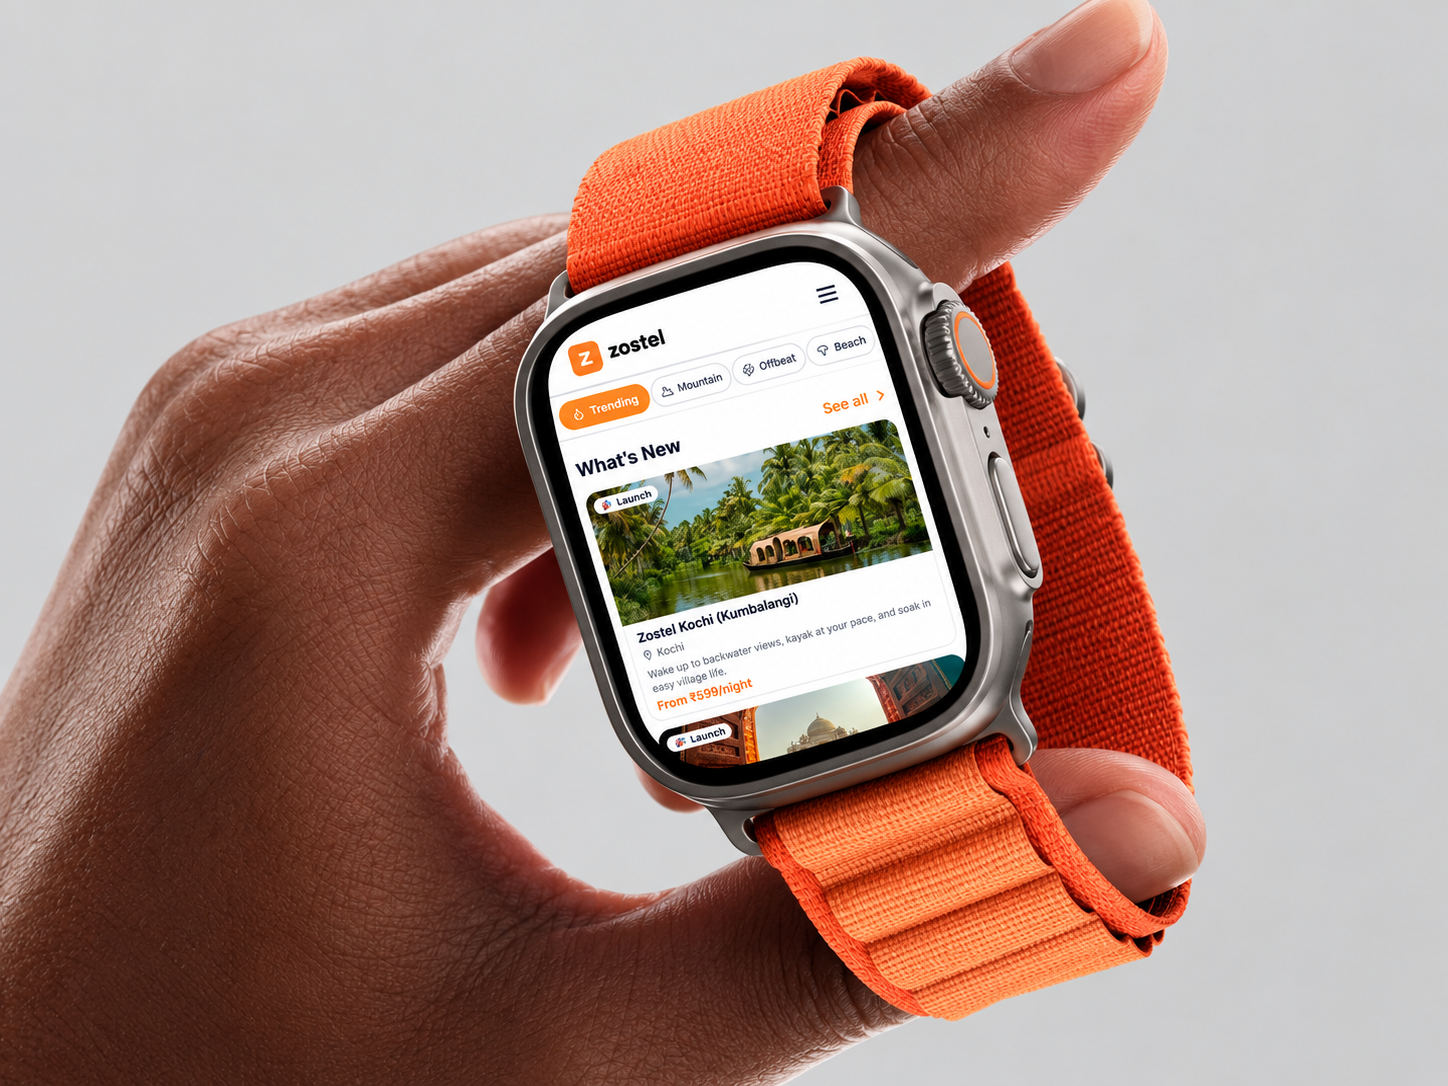 Z zostel
Trending
Mountain
Offbeat
Beach
See all
What's New
Launch
Zostel Kochi (Kumbalangi)
Kochi
Wake up to backwater views, kayak at your pace, and soak in
easy village life.
From ₹599/night
Launch